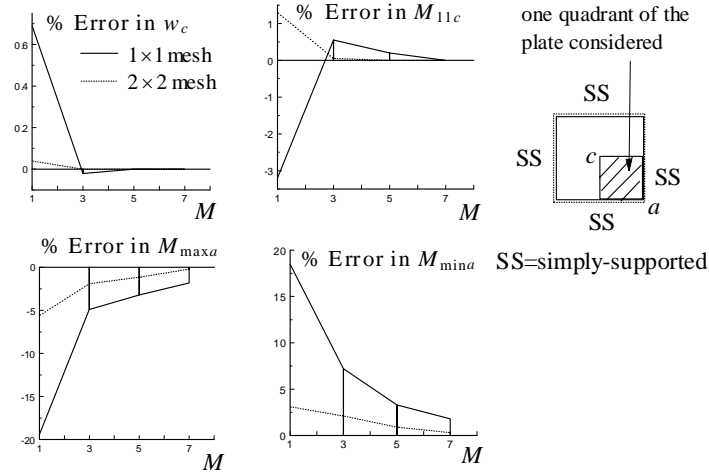 % Error in w_c
0.6
0.4
0.2
0
1×1 mesh
2×2 mesh
1 3 5 7
M
% Error in M_11c
1
0
-1
-2
-3
1 3 5 7
M
one quadrant of the
plate considered
SS
SS
c
SS
a
SS
SS=simply-supported
% Error in M_maxa
0
-5
-10
-15
-20
1 3 5 7
M
% Error in M_mina
20
15
10
5
0
1 3 5 7
M